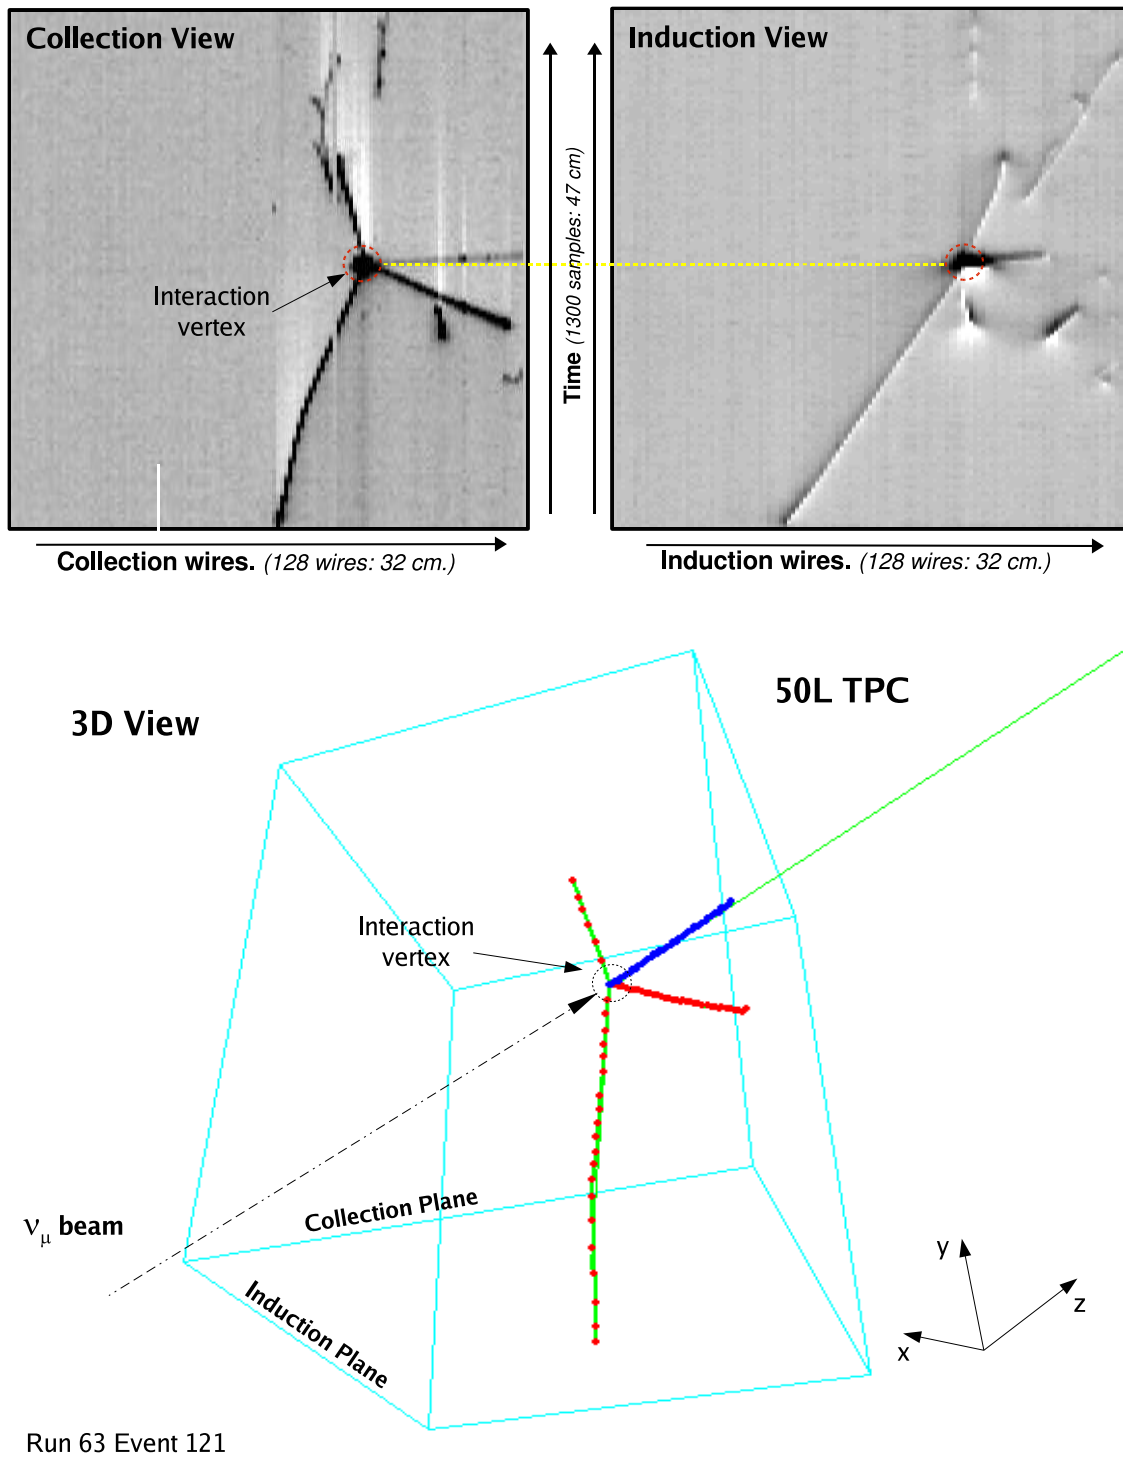 Collection View
Induction View
Interaction
vertex
Time (1300 samples: 47 cm)
Collection wires. (128 wires: 32 cm.)
Induction wires. (128 wires: 32 cm.)
3D View
50L TPC
Interaction
vertex
νμ beam
Collection Plane
Induction Plane
y
z
x
Run 63 Event 121